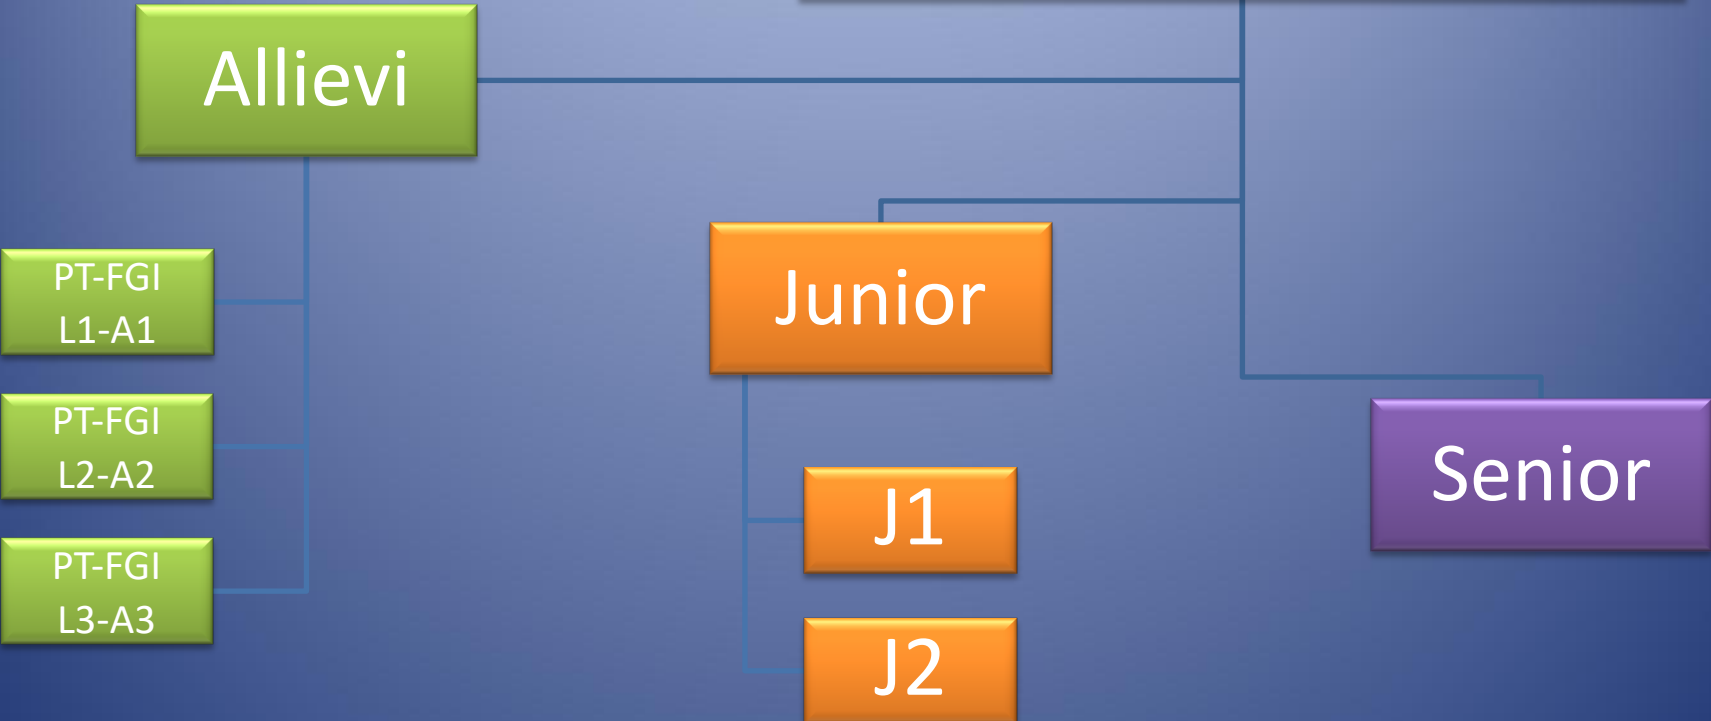 Allievi
PT-FGI
L1-A1
PT-FGI
L2-A2
PT-FGI
L3-A3
Junior
J1
J2
Senior